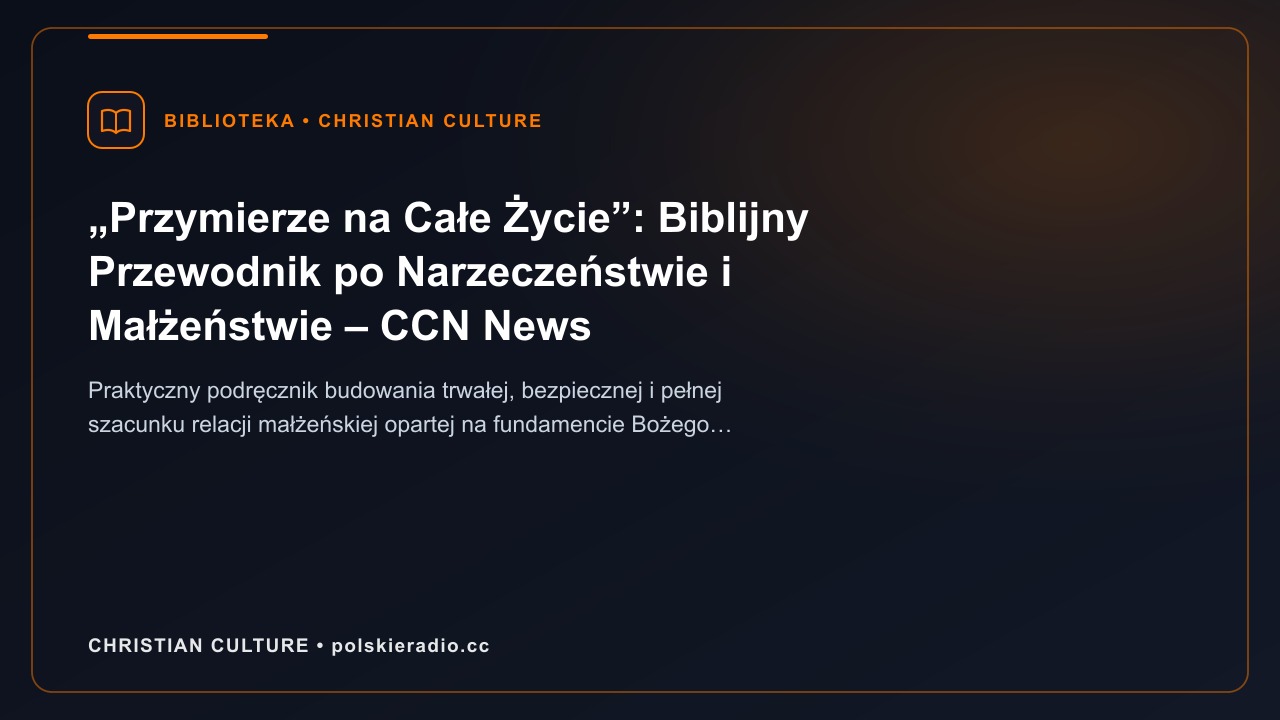 BIBLIOTEKA • CHRISTIAN CULTURE
„Przymierze na Całe Życie”: Biblijny
Przewodnik po Narzeczeństwie i
Małżeństwie – CCN News
Praktyczny podręcznik budowania trwałej, bezpiecznej i pełnej
szacunku relacji małżeńskiej opartej na fundamencie Bożego…
CHRISTIAN CULTURE • polskieradio.cc